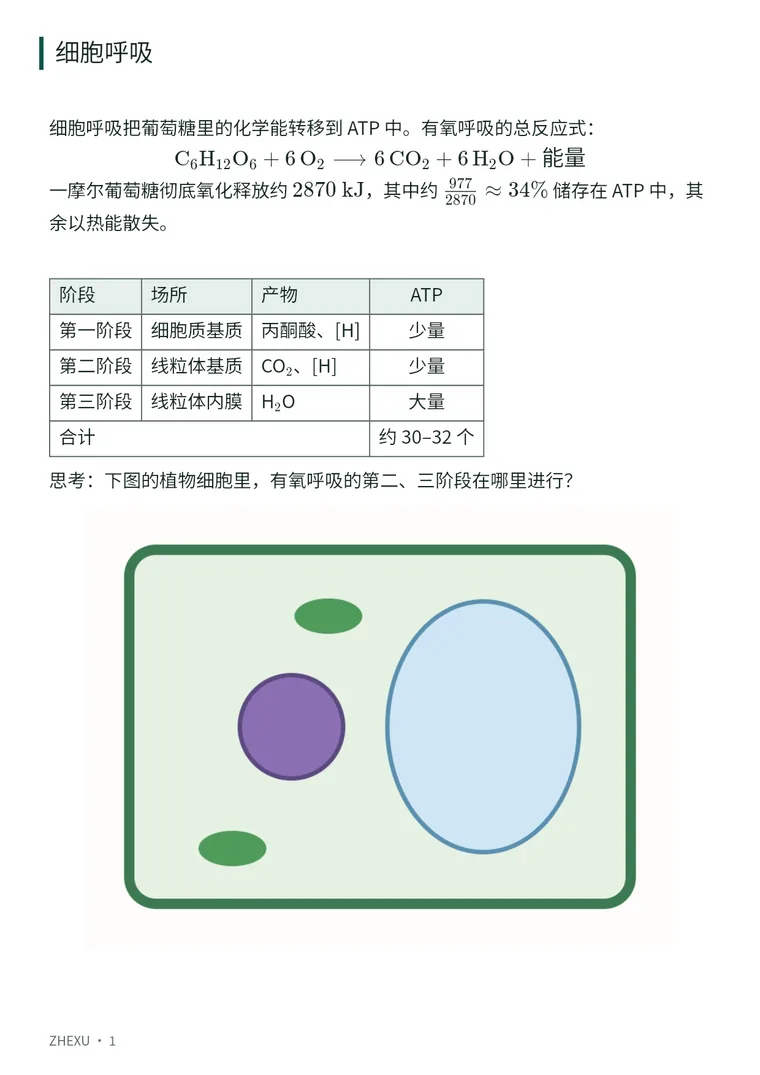 细胞呼吸
细胞呼吸把葡萄糖里的化学能转移到 ATP 中。有氧呼吸的总反应式：
C₆H₁₂O₆ + 6 O₂ ⟶ 6 CO₂ + 6 H₂O + 能量
一摩尔葡萄糖彻底氧化释放约 2870 kJ，其中约 977/2870 ≈ 34% 储存在 ATP 中，其
余以热能散失。
阶段 场所 产物 ATP
第一阶段 细胞质基质 丙酮酸、[H] 少量
第二阶段 线粒体基质 CO₂、[H] 少量
第三阶段 线粒体内膜 H₂O 大量
合计 约 30–32 个
思考：下图的植物细胞里，有氧呼吸的第二、三阶段在哪里进行？
ZHEXU • 1